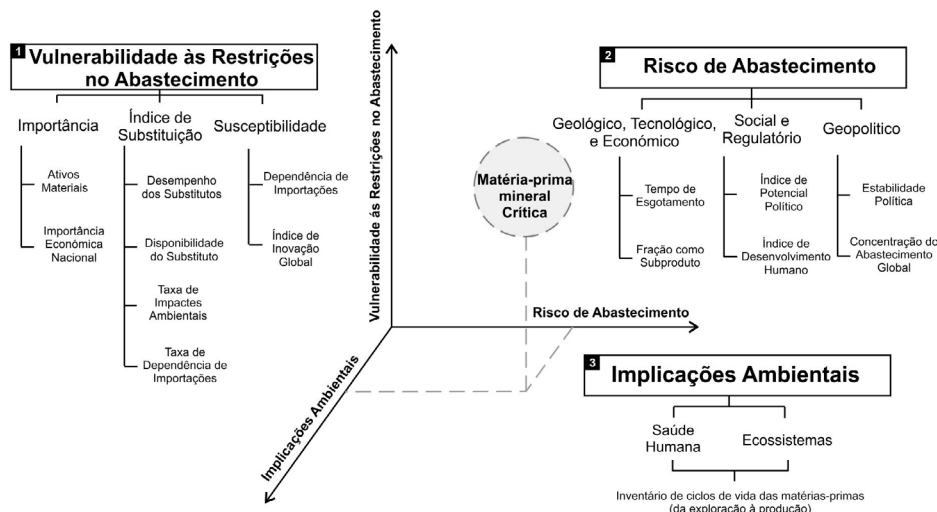 1
Vulnerabilidade às Restrições
no Abastecimento
Importância
Ativos
Materiais
Importância
Económica
Nacional
Índice de
Substituição
Desempenho
dos Substitutos
Disponibilidade
do Substituto
Taxa de
Impactes
Ambientais
Taxa de
Dependência de
Importações
Susceptibilidade
Dependência de
Importações
Índice de
Inovação
Global
Vulnerabilidade ás Restrições no Abastecimento
Matéria-prima
mineral
Crítica
Risco de Abastecimento
Implicações Ambientais
2
Risco de Abastecimento
Geológico, Tecnológico,
e Económico
Tempo de
Esgotamento
Fração como
Subproduto
Social e
Regulatório
Índice de
Potencial
Político
Índice de
Desenvolvimento
Humano
Geopolitico
Estabilidade
Política
Concentração do
Abastecimento
Global
3
Implicações Ambientais
Saúde
Humana
Ecossistemas
Inventário de ciclos de vida das matérias-primas
(da exploração à produção)